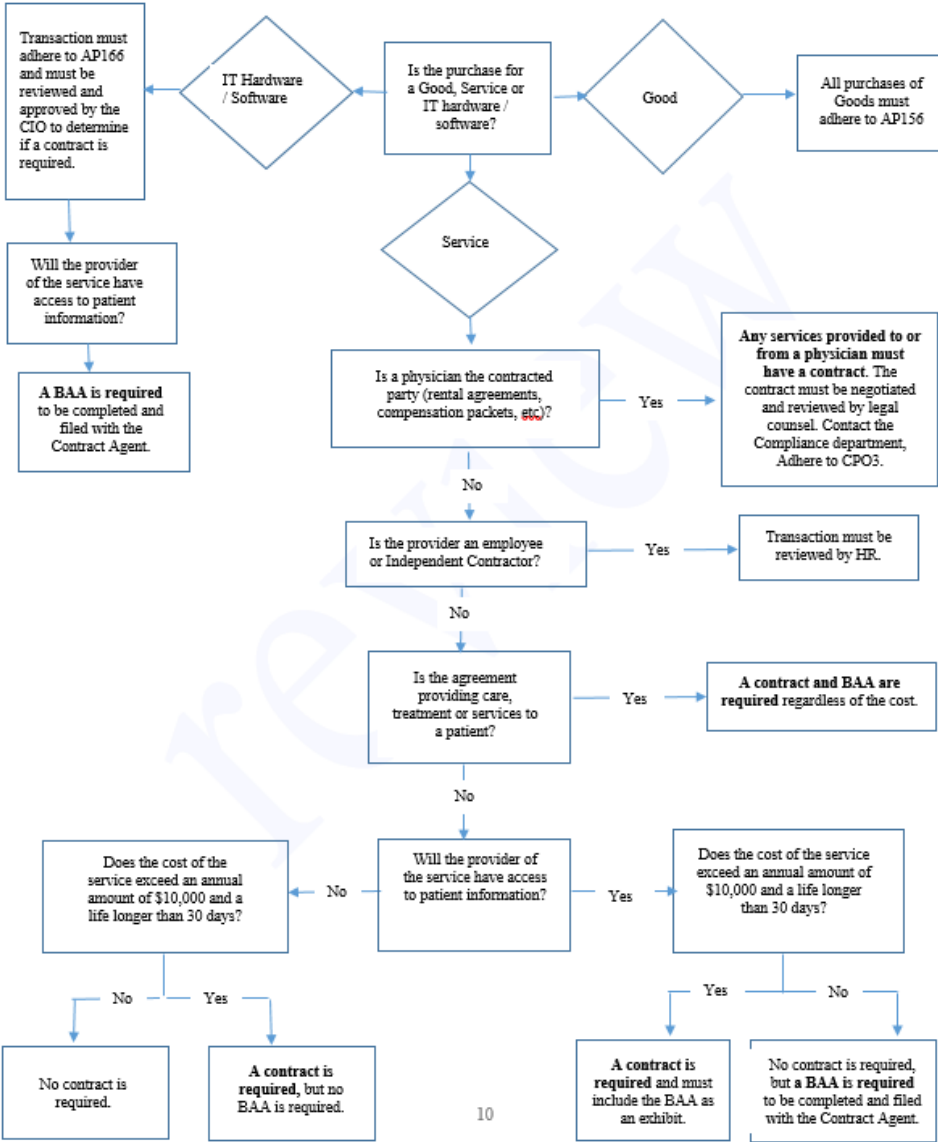 Transaction must
adhere to AP166
and must be
reviewed and
approved by the
CIO to determine
if a contract is
required.
IT Hardware
/ Software
Is the purchase for
a Good, Service or
IT hardware /
software?
Good
All purchases of
Goods must
adhere to AP156
Service
Will the provider
of the service have
access to patient
information?
A BAA is required
to be completed and
filed with the
Contract Agent.
Is a physician the contracted
party (rental agreements,
compensation packets, etc)?
Yes
Any services provided to or
from a physician must
have a contract. The
contract must be negotiated
and reviewed by legal
counsel. Contact the
Compliance department,
Adhere to CPO3.
No
Is the provider an employee
or Independent Contractor?
Yes
Transaction must be
reviewed by HR.
No
Is the agreement
providing care,
treatment or services to
a patient?
Yes
A contract and BAA are
required regardless of the cost.
No
Does the cost of the
service exceed an annual
amount of $10,000 and a
life longer than 30 days?
No
Will the provider of
the service have access
to patient information?
Yes
Does the cost of the service
exceed an annual amount of
$10,000 and a life longer
than 30 days?
No
Yes
Yes
No
No contract is
required.
A contract is
required, but no
BAA is required.
A contract is
required and must
include the BAA as
an exhibit.
No contract is required,
but a BAA is required
to be completed and filed
with the Contract Agent.
10
review